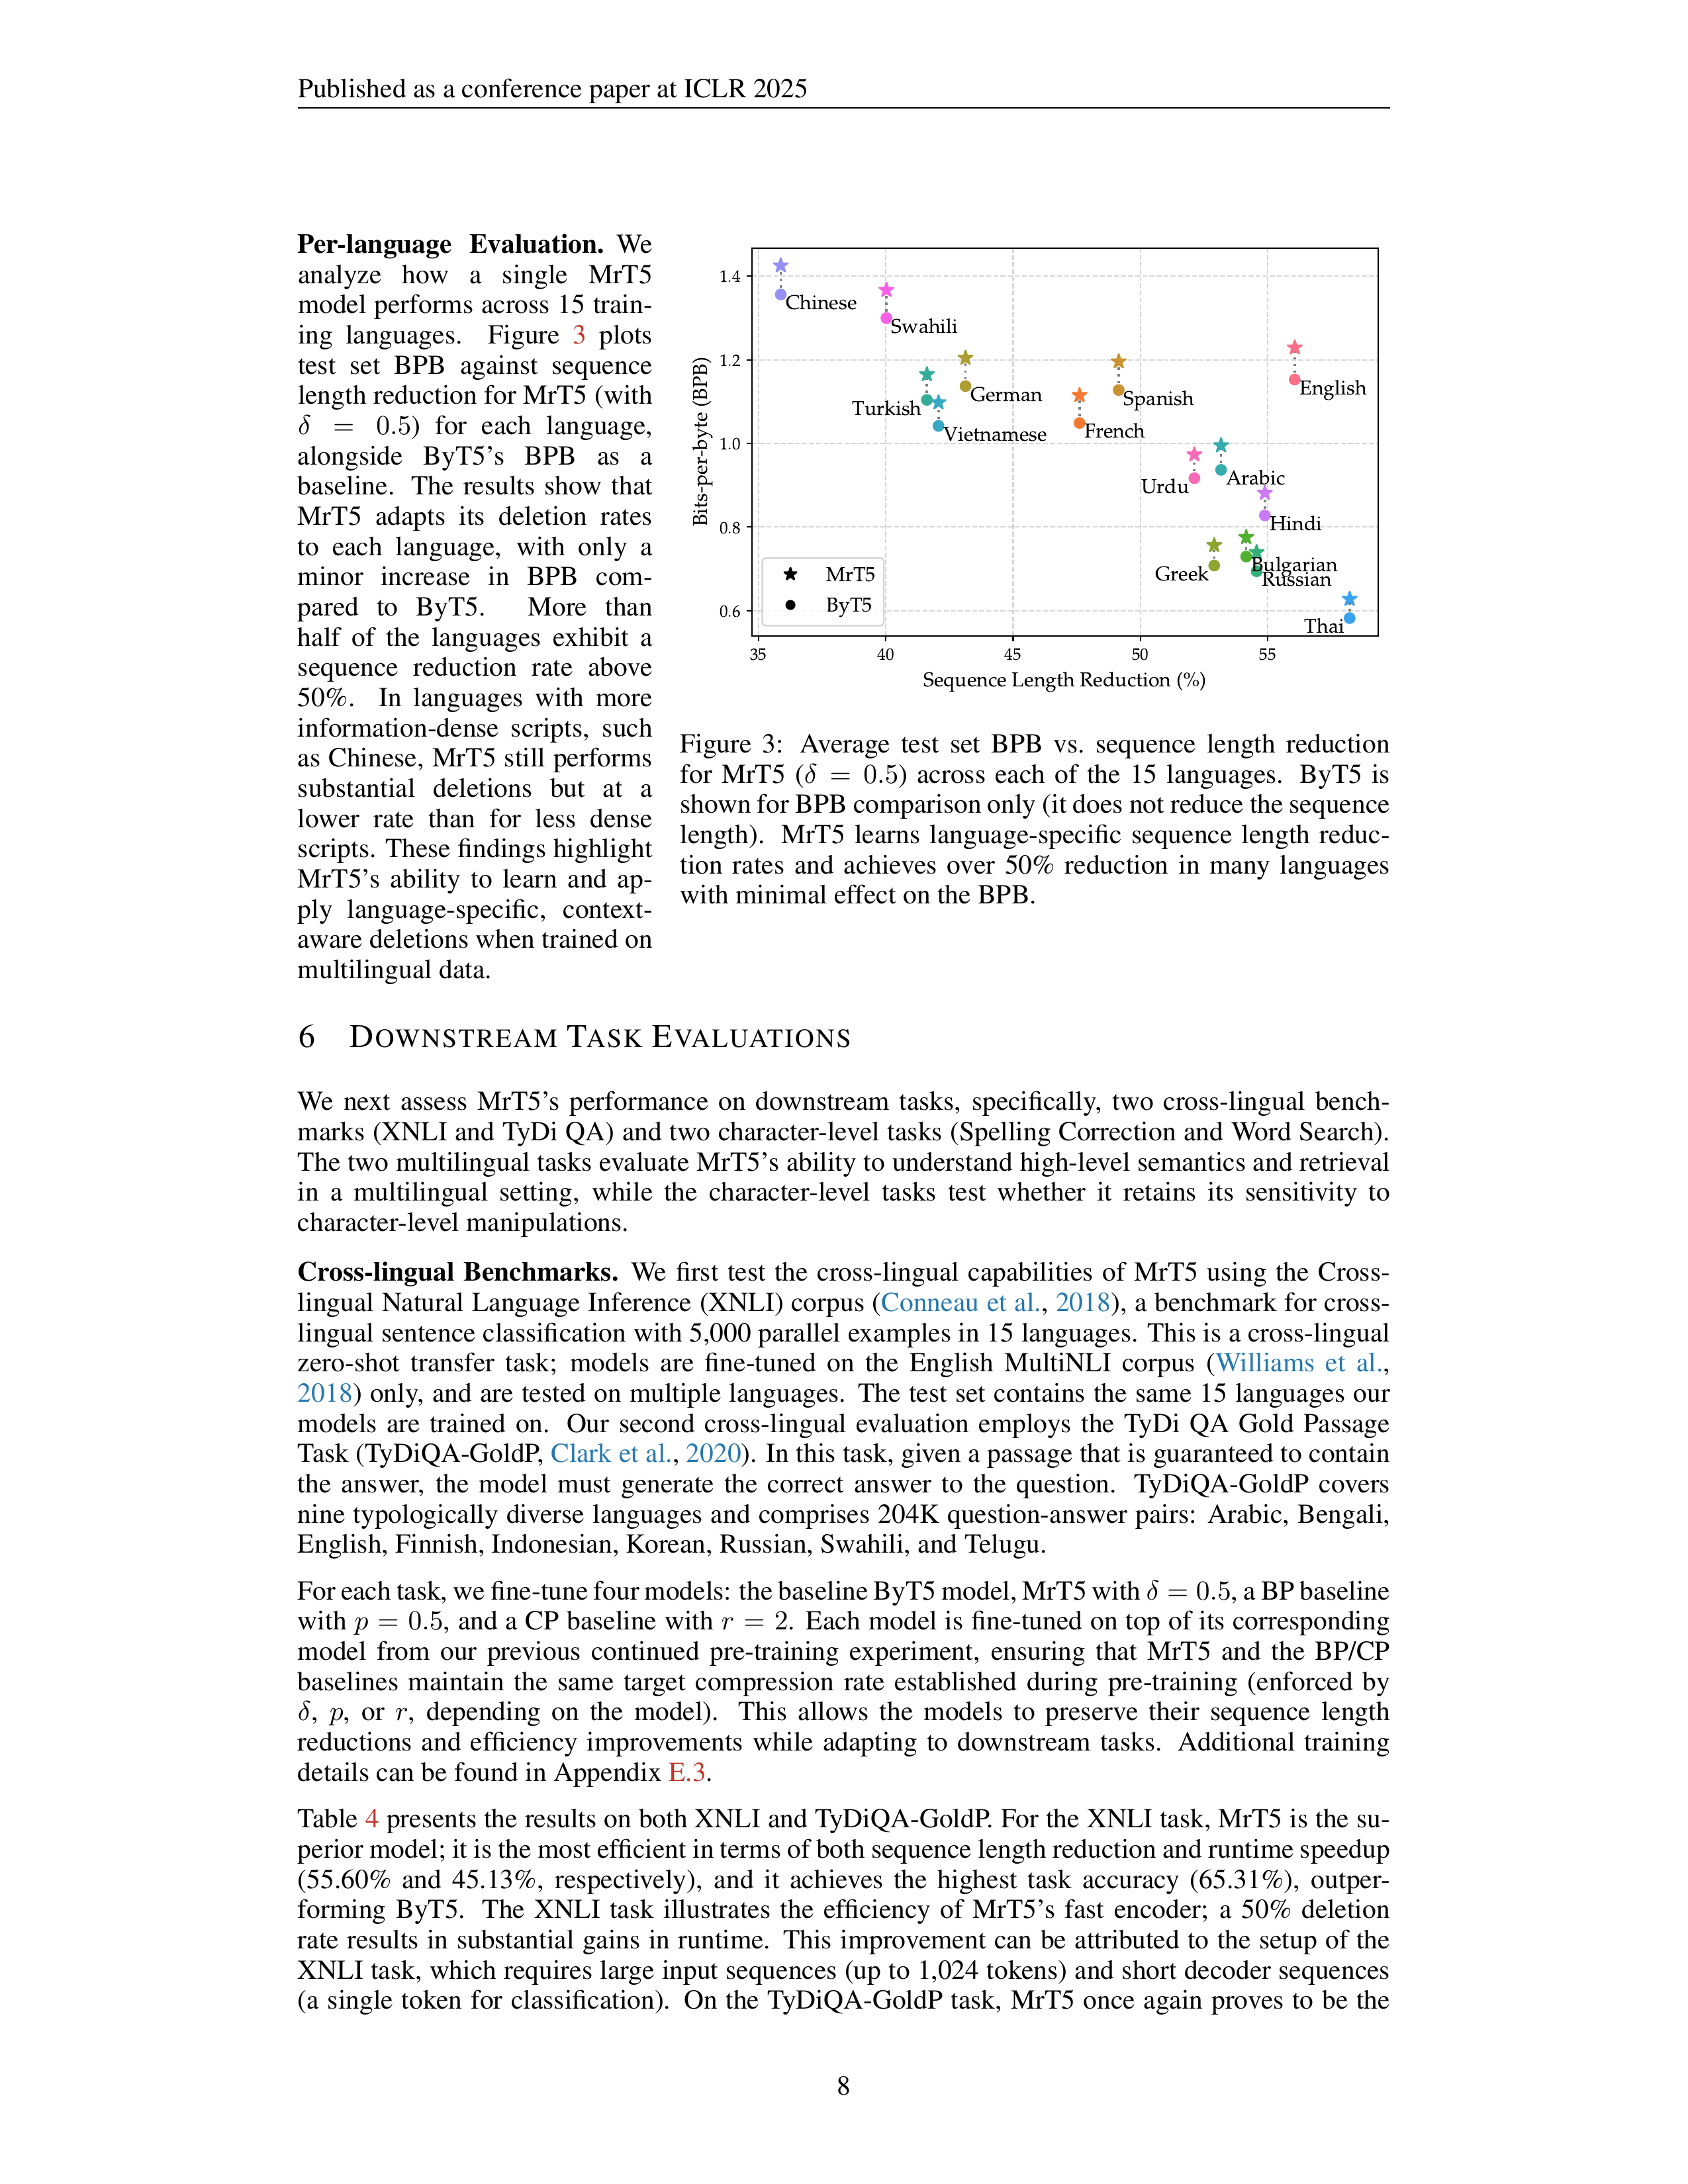 Published as a conference paper at ICLR 2025
Per-language Evaluation. We
analyze how a single MrT5
model performs across 15 train-
ing languages. Figure 3 plots
test set BPB against sequence
length reduction for MrT5 (with
δ = 0.5) for each language,
alongside ByT5's BPB as a
baseline. The results show that
MrT5 adapts its deletion rates
to each language, with only a
minor increase in BPB com-
pared to ByT5. More than
half of the languages exhibit a
sequence reduction rate above
50%. In languages with more
information-dense scripts, such
as Chinese, MrT5 still performs
substantial deletions but at a
lower rate than for less dense
scripts. These findings highlight
MrT5's ability to learn and ap-
ply language-specific, context-
aware deletions when trained on
multilingual data.
Bits-per-byte (BPB)
1.4
1.2
1.0
0.8
0.6
Chinese
Swahili
German
Turkish
Vietnamese
Spanish
French
English
Urdu
Arabic
Hindi
Greek
Bulgarian
Russian
Thai
MrT5
ByT5
35 40 45 50 55
Sequence Length Reduction (%)
Figure 3: Average test set BPB vs. sequence length reduction
for MrT5 (δ = 0.5) across each of the 15 languages. ByT5 is
shown for BPB comparison only (it does not reduce the sequence
length). MrT5 learns language-specific sequence length reduc-
tion rates and achieves over 50% reduction in many languages
with minimal effect on the BPB.
6 DOWNSTREAM TASK EVALUATIONS
We next assess MrT5's performance on downstream tasks, specifically, two cross-lingual bench-
marks (XNLI and TyDi QA) and two character-level tasks (Spelling Correction and Word Search).
The two multilingual tasks evaluate MrT5's ability to understand high-level semantics and retrieval
in a multilingual setting, while the character-level tasks test whether it retains its sensitivity to
character-level manipulations.
Cross-lingual Benchmarks. We first test the cross-lingual capabilities of MrT5 using the Cross-
lingual Natural Language Inference (XNLI) corpus (Conneau et al., 2018), a benchmark for cross-
lingual sentence classification with 5,000 parallel examples in 15 languages. This is a cross-lingual
zero-shot transfer task; models are fine-tuned on the English MultiNLI corpus (Williams et al.,
2018) only, and are tested on multiple languages. The test set contains the same 15 languages our
models are trained on. Our second cross-lingual evaluation employs the TyDi QA Gold Passage
Task (TyDiQA-GoldP, Clark et al., 2020). In this task, given a passage that is guaranteed to contain
the answer, the model must generate the correct answer to the question. TyDiQA-GoldP covers
nine typologically diverse languages and comprises 204K question-answer pairs: Arabic, Bengali,
English, Finnish, Indonesian, Korean, Russian, Swahili, and Telugu.
For each task, we fine-tune four models: the baseline ByT5 model, MrT5 with δ = 0.5, a BP baseline
with p = 0.5, and a CP baseline with r = 2. Each model is fine-tuned on top of its corresponding
model from our previous continued pre-training experiment, ensuring that MrT5 and the BP/CP
baselines maintain the same target compression rate established during pre-training (enforced by
δ, p, or r, depending on the model). This allows the models to preserve their sequence length
reductions and efficiency improvements while adapting to downstream tasks. Additional training
details can be found in Appendix E.3.
Table 4 presents the results on both XNLI and TyDiQA-GoldP. For the XNLI task, MrT5 is the su-
perior model; it is the most efficient in terms of both sequence length reduction and runtime speedup
(55.60% and 45.13%, respectively), and it achieves the highest task accuracy (65.31%), outper-
forming ByT5. The XNLI task illustrates the efficiency of MrT5's fast encoder; a 50% deletion
rate results in substantial gains in runtime. This improvement can be attributed to the setup of the
XNLI task, which requires large input sequences (up to 1,024 tokens) and short decoder sequences
(a single token for classification). On the TyDiQA-GoldP task, MrT5 once again proves to be the
8